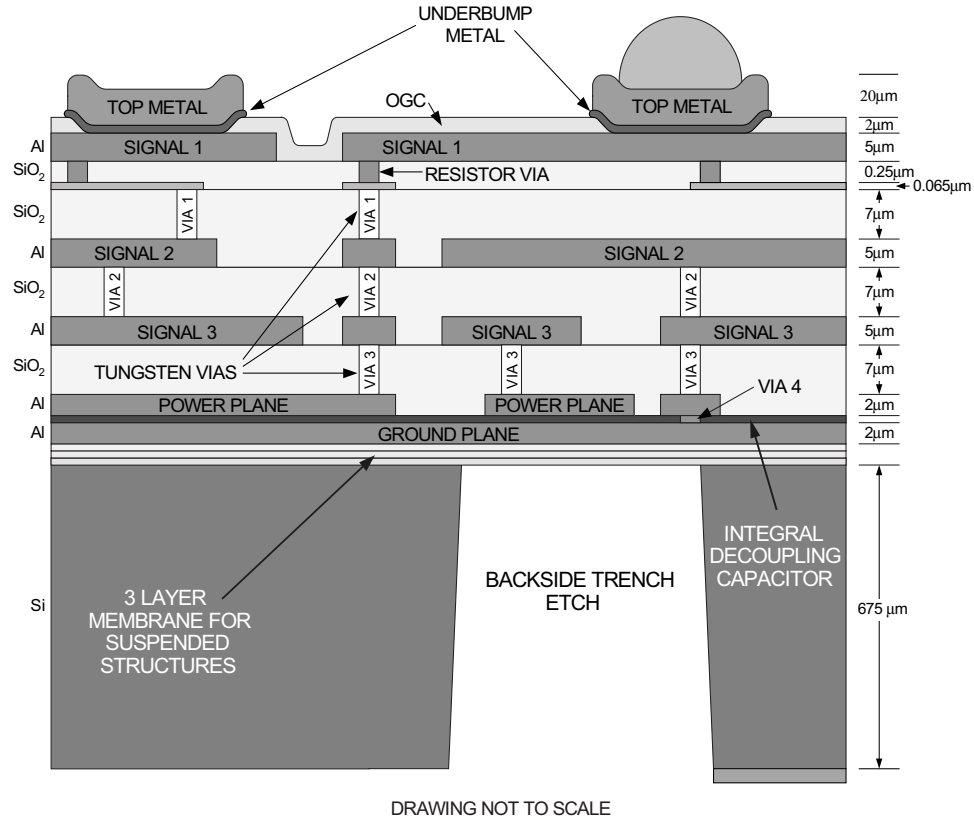 UNDERBUMP
METAL
TOP METAL
TOP METAL
20µm
OGC
2µm
Al
SIGNAL 1
SIGNAL 1
5µm
SiO2
RESISTOR VIA
0.25µm
0.065µm
SiO2
VIA 1
VIA 1
7µm
Al
SIGNAL 2
SIGNAL 2
5µm
SiO2
VIA 2
VIA 2
VIA 2
7µm
Al
SIGNAL 3
SIGNAL 3
SIGNAL 3
5µm
SiO2
TUNGSTEN VIAS
VIA 3
VIA 3
VIA 3
7µm
VIA 4
Al
POWER PLANE
POWER PLANE
2µm
Al
GROUND PLANE
2µm
INTEGRAL
DECOUPLING
CAPACITOR
BACKSIDE TRENCH
ETCH
3 LAYER
MEMBRANE FOR
SUSPENDED
STRUCTURES
Si
675 µm
DRAWING NOT TO SCALE